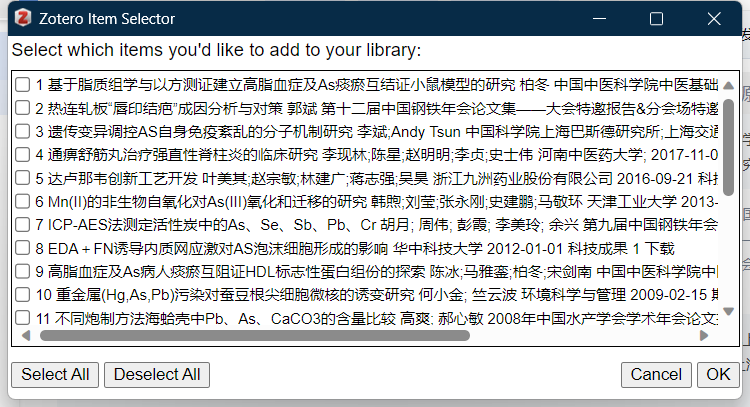 Zotero Item Selector
Select which items you'd like to add to your library:
1 基于脂质组学与以方测证建立高脂血症及As痰瘀互结证小鼠模型的研究 柏冬 中国中医科学院中医基础
2 热连轧板“唇印结疤”成因分析与对策 郭斌 第十二届中国钢铁年会论文集——大会特邀报告&分会场特邀
3 遗传变异调控AS自身免疫紊乱的分子机制研究 李斌;Andy Tsun 中国科学院上海巴斯德研究所;上海交通
4 通痹舒筋丸治疗强直性脊柱炎的临床研究 李现林;陈星;赵明明;李贞;史士伟 河南中医药大学; 2017-11-0
5 达卢那韦创新工艺开发 叶美其;赵宗敏;林建广;蒋志强;吴昊 浙江九洲药业股份有限公司 2016-09-21 科技
6 Mn(II)的非生物自氧化对As(III)氧化和迁移的研究 韩煦;刘莹;张永刚;史建鹏;马敬环 天津工业大学 2013-
7 ICP-AES法测定活性炭中的As、Se、Sb、Pb、Cr 胡月; 周伟; 彭霞; 李美玲; 余兴 第九届中国钢铁年会
8 EDA＋FN诱导内质网应激对AS泡沫细胞形成的影响 华中科技大学 2012-01-01 科技成果 1 下载
9 高脂血症及As病人痰瘀互阻证HDL标志性蛋白组份的探索 陈冰;马雅銮;柏冬;宋剑南 中国中医科学院中
10 重金属(Hg,As,Pb)污染对蚕豆根尖细胞微核的诱变研究 何小金; 竺云波 环境科学与管理 2009-02-15 期
11 不同炮制方法海蛤壳中Pb、As、CaCO3的含量比较 高爽; 郝心敏 2008年中国水产学会学术年会论文
Select All
Deselect All
Cancel
OK